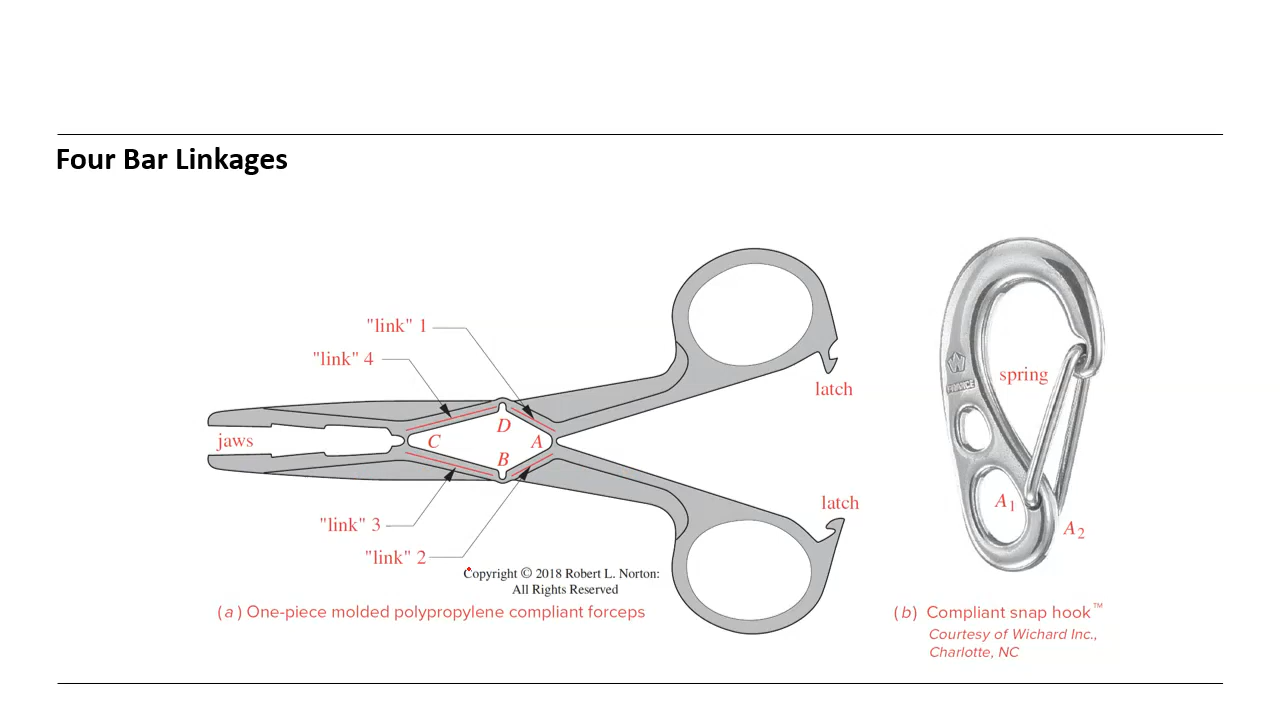 Four Bar Linkages
"link" 1
"link" 4
D
jaws
C
A
B
"link" 3
"link" 2
latch
latch
Copyright © 2018 Robert L. Norton:
All Rights Reserved
(a) One-piece molded polypropylene compliant forceps
spring
W
FRANCE
A1
A2
(b) Compliant snap hook™
Courtesy of Wichard Inc.,
Charlotte, NC